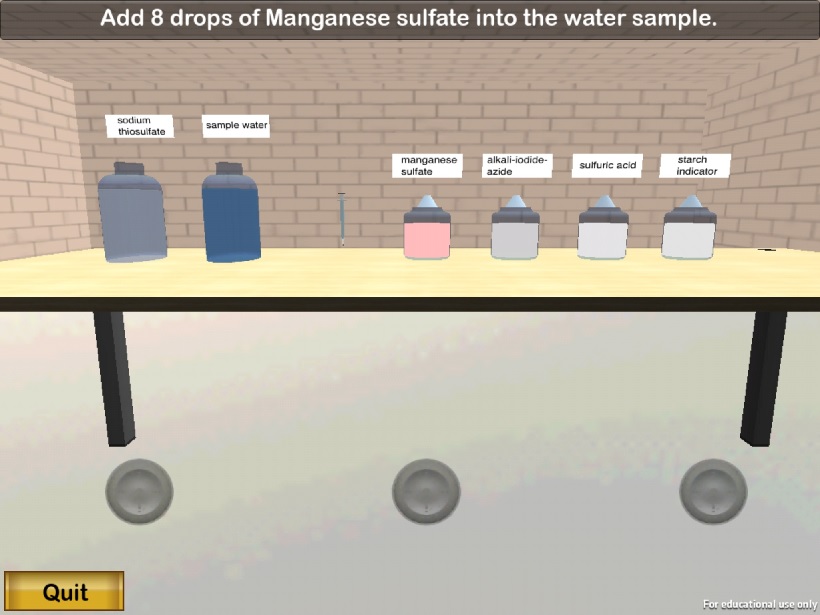 Add 8 drops of Manganese sulfate into the water sample.
sodium
thiosulfate
sample water
manganese
sulfate
alkali-iodide-
azide
sulfuric acid
starch
indicator
Quit
For educational use only